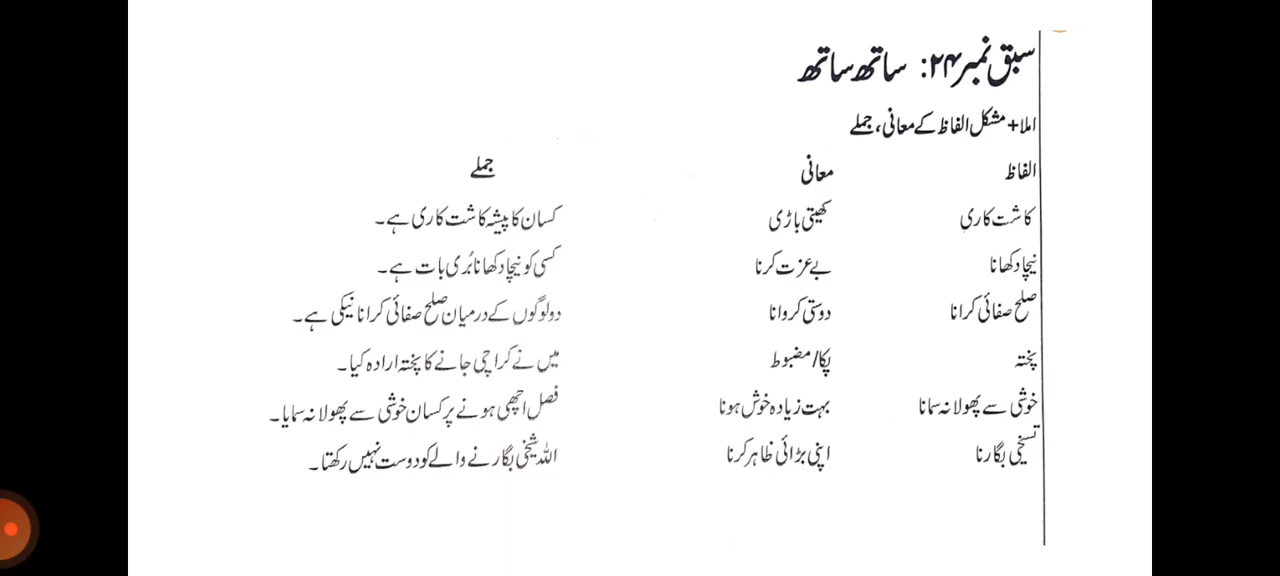 سبق نمبر ۲۴: ساتھ ساتھ
املا + مشکل الفاظ کے معانی، جملے
الفاظ معانی جملے
کاشت کاری کھیتی باڑی کسان کا پیشہ کاشت کاری ہے۔
نیچا دکھانا بے عزت کرنا کسی کو نیچا دکھانا بُری بات ہے۔
صلح صفائی کرانا دوستی کروانا دو لوگوں کے درمیان صلح صفائی کرانا نیکی ہے۔
پختہ پکا/مضبوط میں نے کراچی جانے کا پختہ ارادہ کیا۔
خوشی سے پھولا نہ سمانا بہت زیادہ خوش ہونا فصل اچھی ہونے پر کسان خوشی سے پھولا نہ سمایا۔
بگارنا اپنی بڑائی ظاہر کرنا اللہ شیخی بگارنے والے کو دوست نہیں رکھتا۔